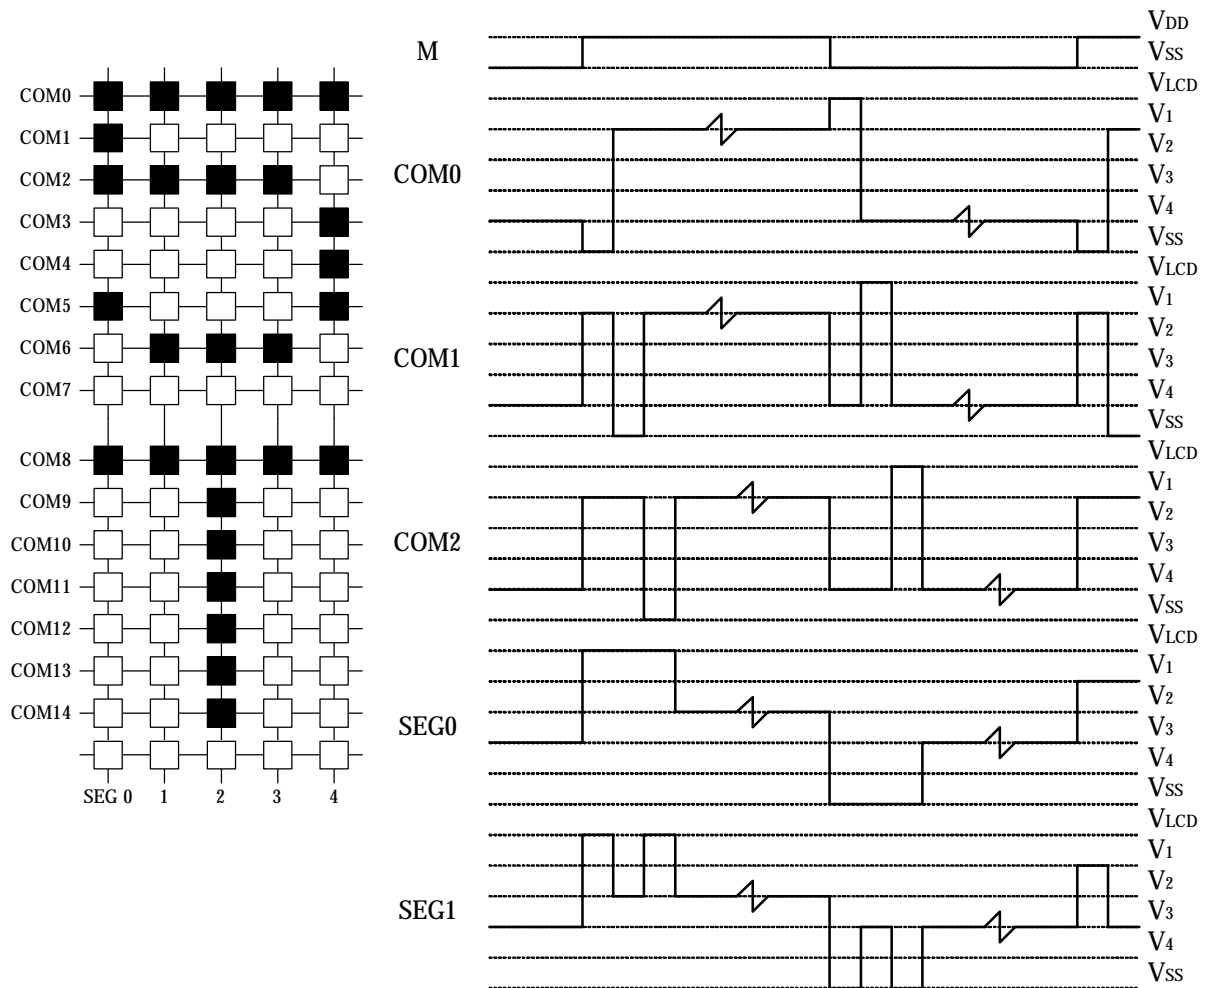 M
VDD
VSS
COM0
COM1
COM2
COM3
COM4
COM5
COM6
COM7
COM8
COM9
COM10
COM11
COM12
COM13
COM14
SEG 0 1 2 3 4
COM0
VLCD
V1
V2
V3
V4
VSS
COM1
VLCD
V1
V2
V3
V4
VSS
COM2
VLCD
V1
V2
V3
V4
VSS
SEG0
VLCD
V1
V2
V3
V4
VSS
SEG1
VLCD
V1
V2
V3
V4
VSS